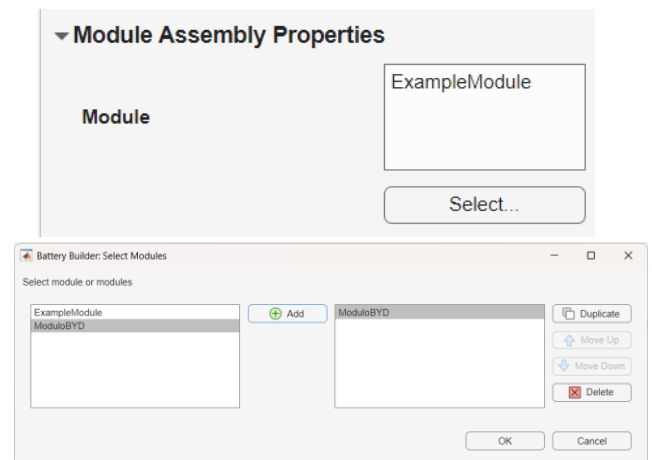 Module Assembly Properties
Module
ExampleModule
Select...
Battery Builder: Select Modules
Select module or modules
ExampleModule
ModuloBYD
Add
ModuloBYD
Duplicate
Move Up
Move Down
Delete
OK
Cancel